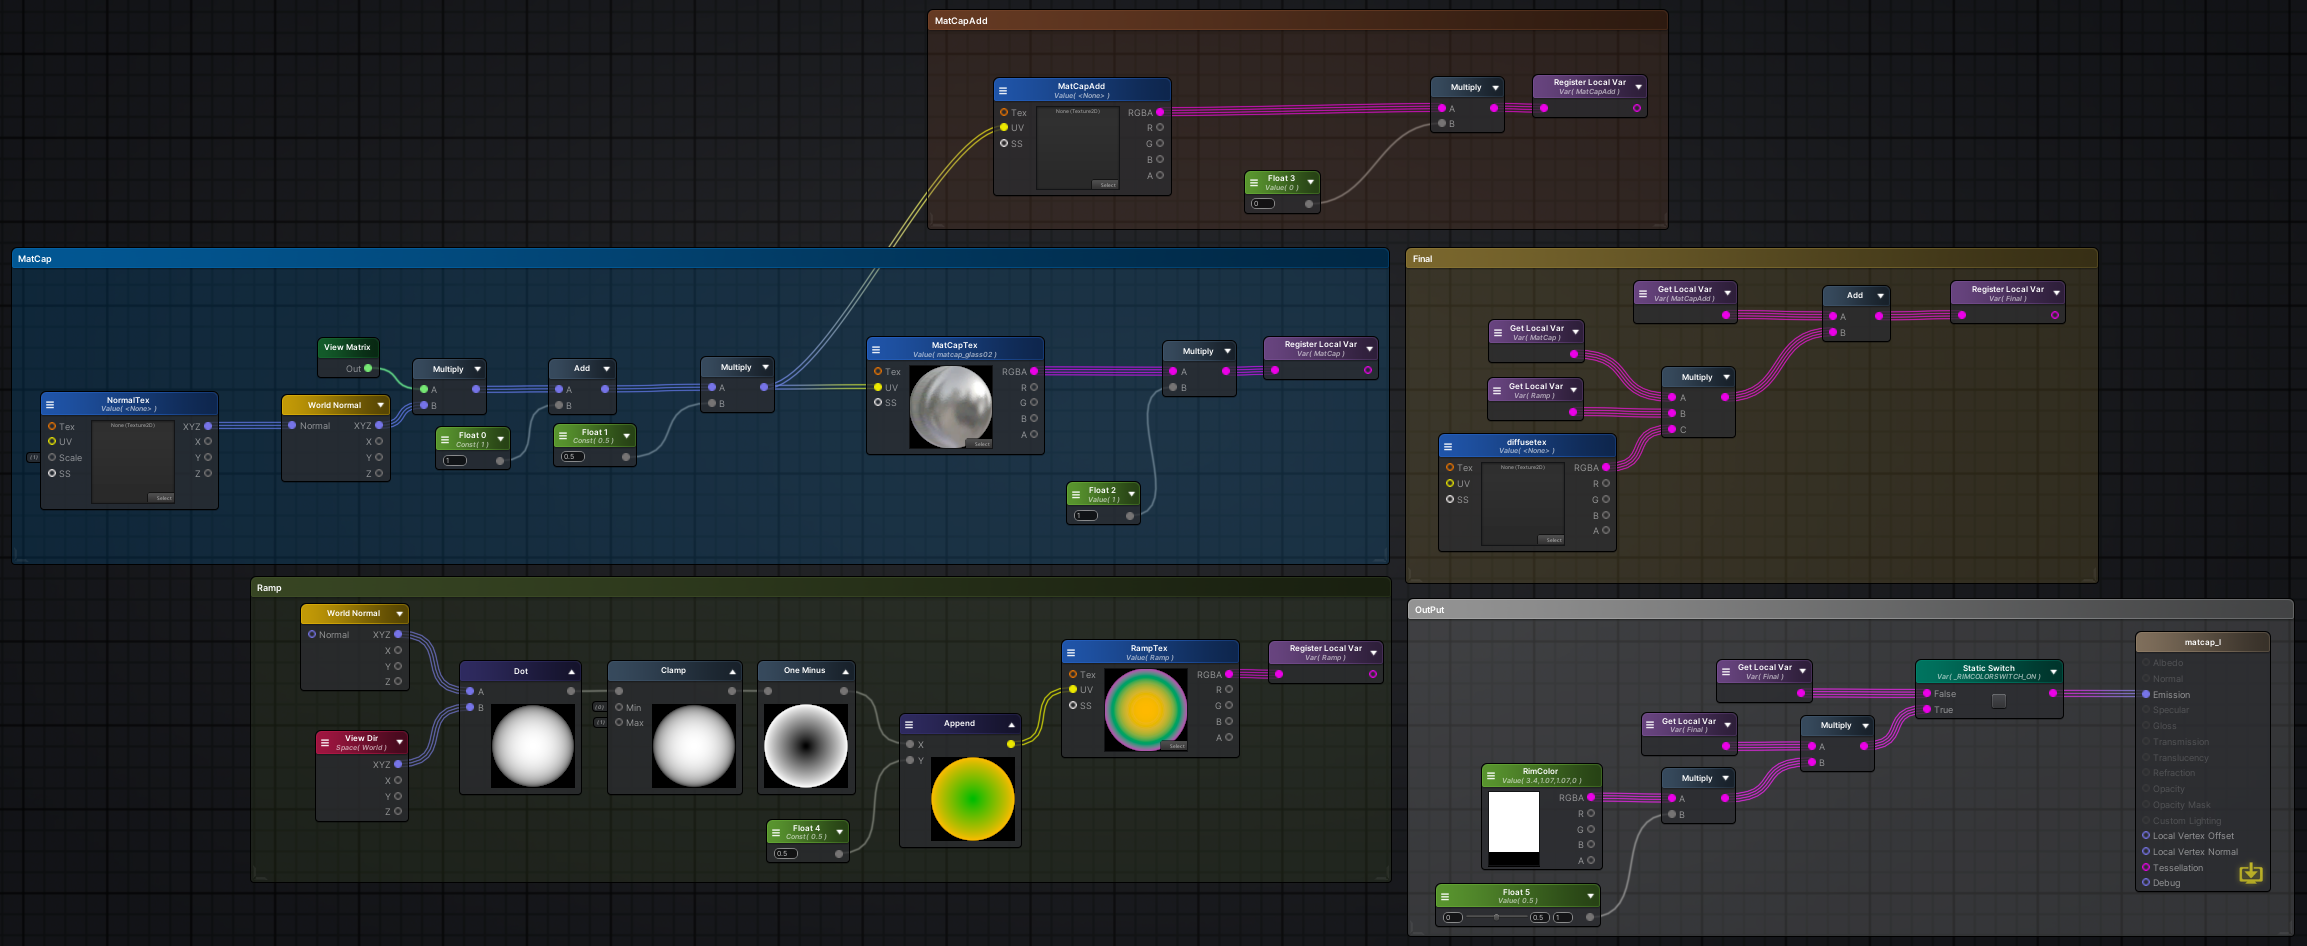 MatCapAdd
MatCapAdd
Value( <None> )
Tex
UV
SS
None (Texture2D)
Select
RGBA
R
G
B
A
Float 3
Value( 0 )
0
Multiply
A
B
Register Local Var
Var( MatCapAdd )
MatCap
NormalTex
Value( <None> )
Tex
UV
(1)
Scale
SS
None (Texture2D)
Select
XYZ
X
Y
Z
View Matrix
Out
World Normal
Normal
XYZ
X
Y
Z
Multiply
A
B
Float 0
Const( 1 )
1
Add
A
B
Float 1
Const( 0.5 )
0.5
Multiply
A
B
MatCapTex
Value( matcap_glass02 )
Tex
UV
SS
Select
RGBA
R
G
B
A
Float 2
Value( 1 )
1
Multiply
A
B
Register Local Var
Var( MatCap )
Final
Get Local Var
Var( MatCapAdd )
Get Local Var
Var( MatCap )
Get Local Var
Var( Ramp )
diffusetex
Value( <None> )
Tex
UV
SS
None (Texture2D)
Select
RGBA
R
G
B
A
Multiply
A
B
C
Add
A
B
Register Local Var
Var( Final )
Ramp
World Normal
Normal
XYZ
X
Y
Z
View Dir
Space( World )
XYZ
X
Y
Z
Dot
A
B
Clamp
(0)
Min
(1)
Max
One Minus
Float 4
Const( 0.5 )
0.5
Append
X
Y
RampTex
Value( Ramp )
Tex
UV
SS
Select
RGBA
R
G
B
A
Register Local Var
Var( Ramp )
OutPut
Get Local Var
Var( Final )
Get Local Var
Var( Final )
RimColor
Value( 3.4,1.07,1.07,0 )
RGBA
R
G
B
A
Float 5
Value( 0.5 )
0
0.5
1
Multiply
A
B
Multiply
A
B
Static Switch
Var( _RIMCOLORSWITCH_ON )
False
True
matcap_l
Albedo
Normal
Emission
Specular
Gloss
Transmission
Translucency
Refraction
Opacity
Opacity Mask
Custom Lighting
Local Vertex Offset
Local Vertex Normal
Tessellation
Debug